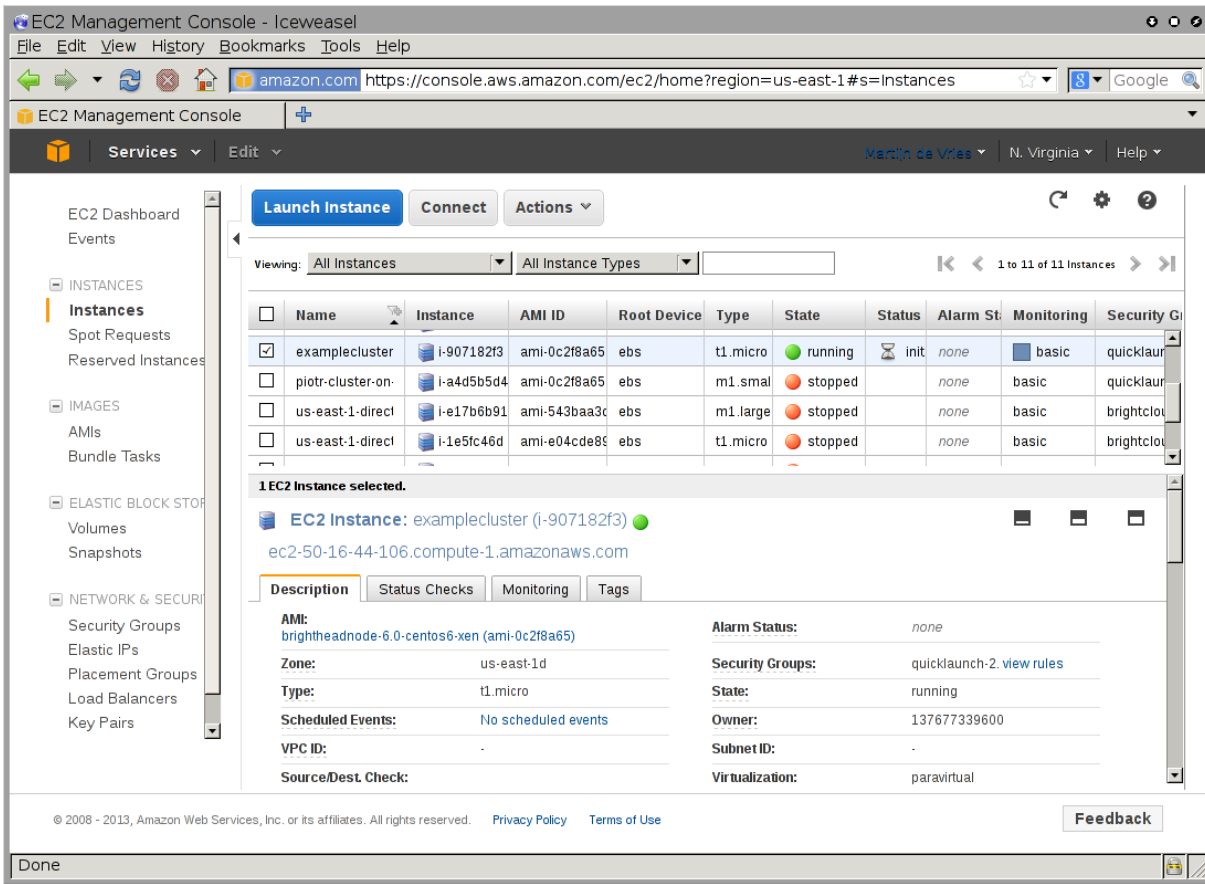 EC2 Management Console - Iceweasel
File Edit View History Bookmarks Tools Help
amazon.com https://console.aws.amazon.com/ec2/home?region=us-east-1#s=Instances 8 Google
EC2 Management Console
Services Edit Martijn de Vries N. Virginia Help
EC2 Dashboard
Events
INSTANCES
Instances
Spot Requests
Reserved Instances
IMAGES
AMIs
Bundle Tasks
ELASTIC BLOCK STOR
Volumes
Snapshots
NETWORK & SECURI
Security Groups
Elastic IPs
Placement Groups
Load Balancers
Key Pairs
Launch Instance Connect Actions
Viewing: All Instances All Instance Types 1 to 11 of 11 Instances
Name Instance AMI ID Root Device Type State Status Alarm St Monitoring Security G
examplecluster i-907182f3 ami-0c2f8a65 ebs t1.micro running init none basic quicklaun
piotr-cluster-on- i-a4d5b5d4 ami-0c2f8a65 ebs m1.smal stopped none basic quicklaun
us-east-1-direct i-e17b6b91 ami-543baa3c ebs m1.large stopped none basic brightclou
us-east-1-direct i-1e5fc46d ami-e04cde89 ebs t1.micro stopped none basic brightclou
1 EC2 Instance selected.
EC2 Instance: examplecluster (i-907182f3)
ec2-50-16-44-106.compute-1.amazonaws.com
Description Status Checks Monitoring Tags
AMI:
brightheadnode-6.0-centos6-xen (ami-0c2f8a65)
Alarm Status: none
Zone: us-east-1d
Security Groups: quicklaunch-2. view rules
Type: t1.micro
State: running
Scheduled Events: No scheduled events
Owner: 137677339600
VPC ID: -
Subnet ID: -
Source/Dest. Check:
Virtualization: paravirtual
© 2008 - 2013, Amazon Web Services, Inc. or its affiliates. All rights reserved. Privacy Policy Terms of Use
Feedback
Done